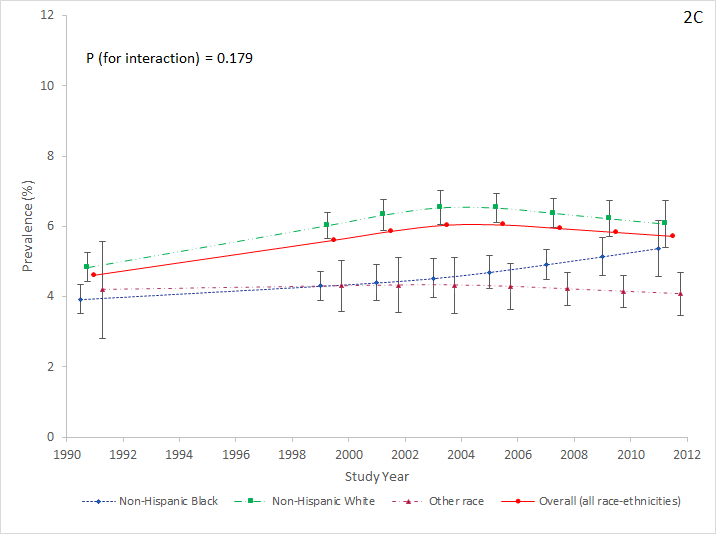 2C
P (for interaction) = 0.179
Prevalence (%)
12
10
8
6
4
2
0
1990 1992 1994 1996 1998 2000 2002 2004 2006 2008 2010 2012
Study Year
Non-Hispanic Black Non-Hispanic White Other race Overall (all race-ethnicities)